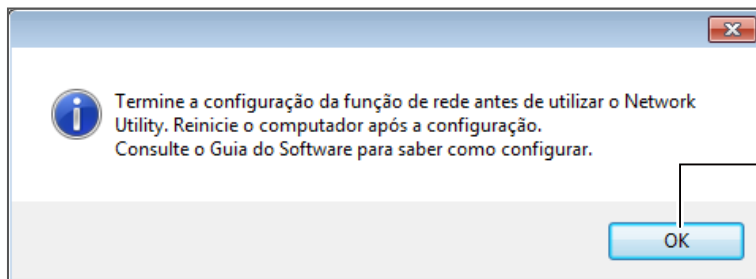 Termine a configuração da função de rede antes de utilizar o Network
Utility. Reinicie o computador após a configuração.
Consulte o Guia do Software para saber como configurar.
OK